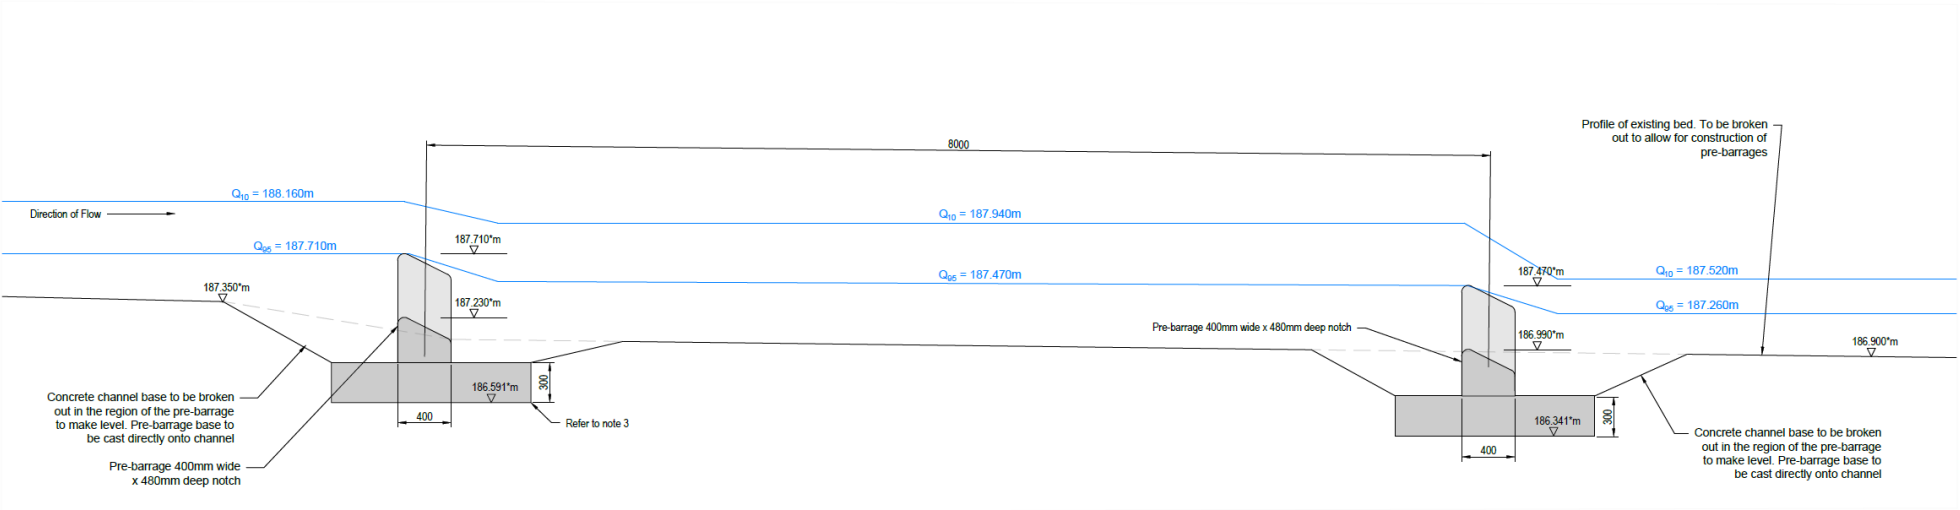 Profile of existing bed. To be broken
out to allow for construction of
pre-barrages
8000
Q10 = 188.160m
Direction of Flow
Q10 = 187.940m
187.710*m
Q95 = 187.710m
Q95 = 187.470m
187.470*m
Q10 = 187.520m
187.350*m
187.230*m
Q95 = 187.260m
Pre-barrage 400mm wide x 480mm deep notch
186.990*m
186.900*m
186.591*m
300
Concrete channel base to be broken
out in the region of the pre-barrage
to make level. Pre-barrage base to
be cast directly onto channel
400
Refer to note 3
186.341*m
300
Concrete channel base to be broken
out in the region of the pre-barrage
to make level. Pre-barrage base to
be cast directly onto channel
400
Pre-barrage 400mm wide
x 480mm deep notch